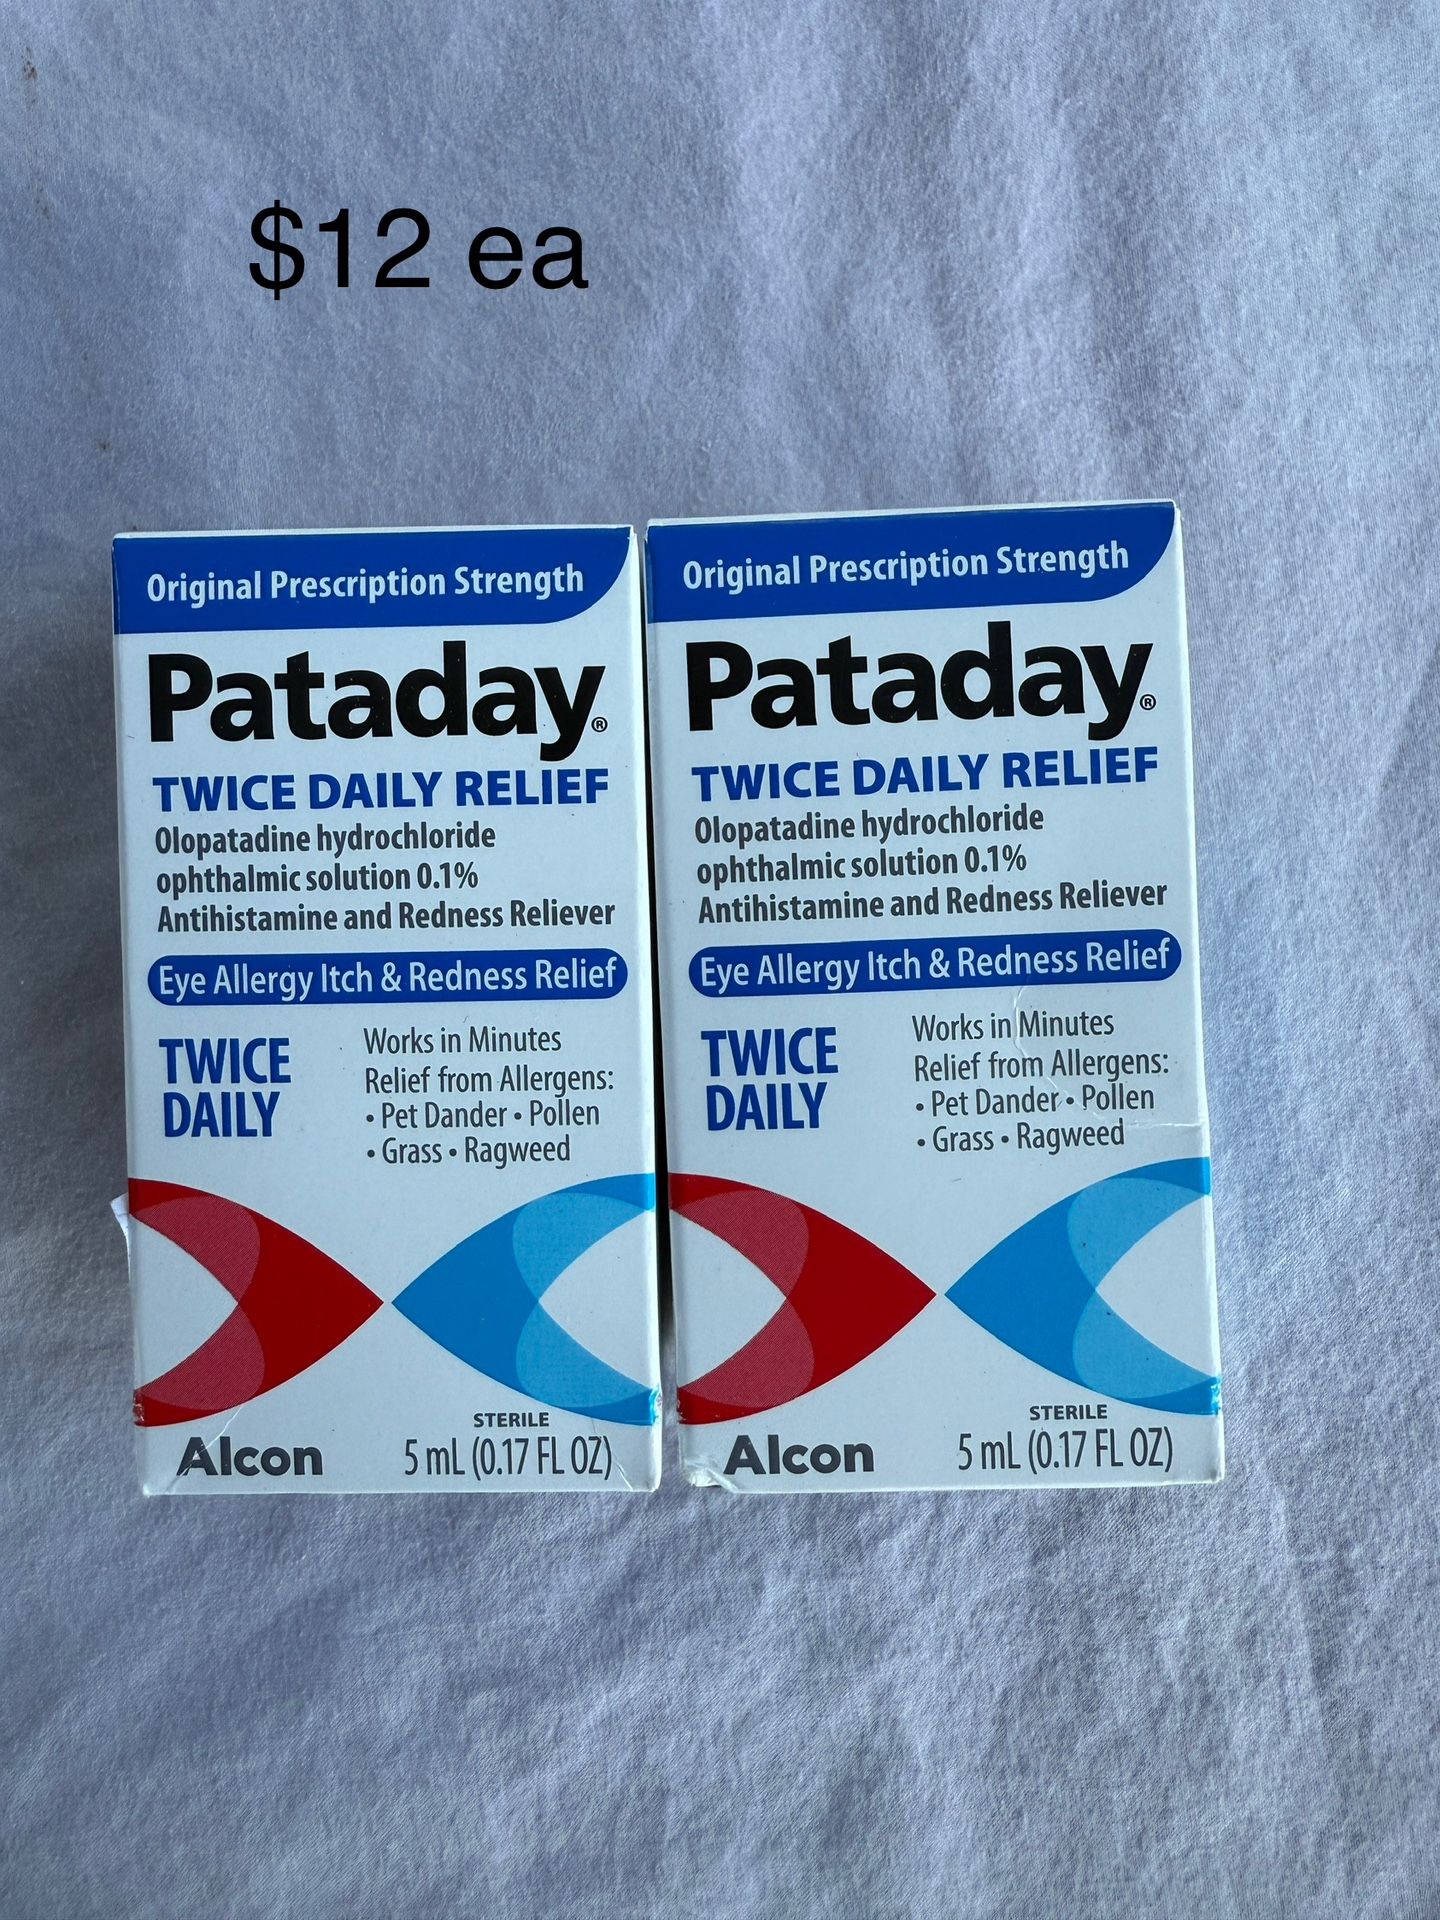 $12 ea
Original Prescription Strength
Pataday®
TWICE DAILY RELIEF
Olopatadine hydrochloride
ophthalmic solution 0.1%
Antihistamine and Redness Reliever
Eye Allergy Itch & Redness Relief
TWICE
DAILY
Works in Minutes
Relief from Allergens:
• Pet Dander • Pollen
• Grass • Ragweed
STERILE
Alcon
5 mL (0.17 FL OZ)
Original Prescription Strength
Pataday®
TWICE DAILY RELIEF
Olopatadine hydrochloride
ophthalmic solution 0.1%
Antihistamine and Redness Reliever
Eye Allergy Itch & Redness Relief
TWICE
DAILY
Works in Minutes
Relief from Allergens:
• Pet Dander • Pollen
• Grass • Ragweed
STERILE
Alcon
5 mL (0.17 FL OZ)